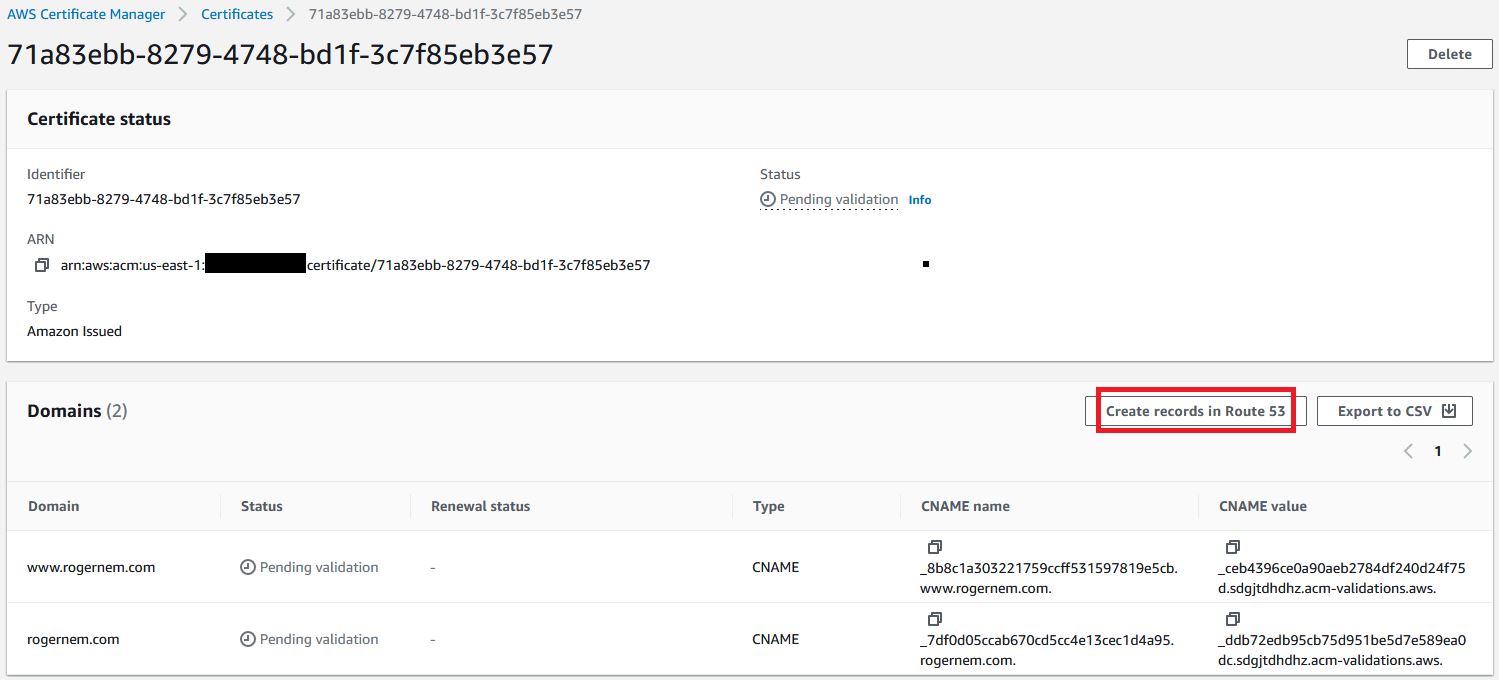 AWS Certificate Manager > Certificates > 71a83ebb-8279-4748-bd1f-3c7f85eb3e57
71a83ebb-8279-4748-bd1f-3c7f85eb3e57
Delete
Certificate status
Identifier
71a83ebb-8279-4748-bd1f-3c7f85eb3e57
Status
Pending validation Info
ARN
arn:aws:acm:us-east-1: certificate/71a83ebb-8279-4748-bd1f-3c7f85eb3e57
Type
Amazon Issued
Domains (2)
Create records in Route 53
Export to CSV
1
Domain Status Renewal status Type CNAME name CNAME value
www.rogernem.com Pending validation - CNAME
_8b8c1a303221759ccff531597819e5cb.
www.rogernem.com.
_ceb4396ce0a90aeb2784df240d24f75
d.sdgjtdhdhz.acm-validations.aws.
rogernem.com Pending validation - CNAME
_7df0d05ccab670cd5cc4e13cec1d4a95.
rogernem.com.
_ddb72edb95cb75d951be5d7e589ea0
dc.sdgjtdhdhz.acm-validations.aws.